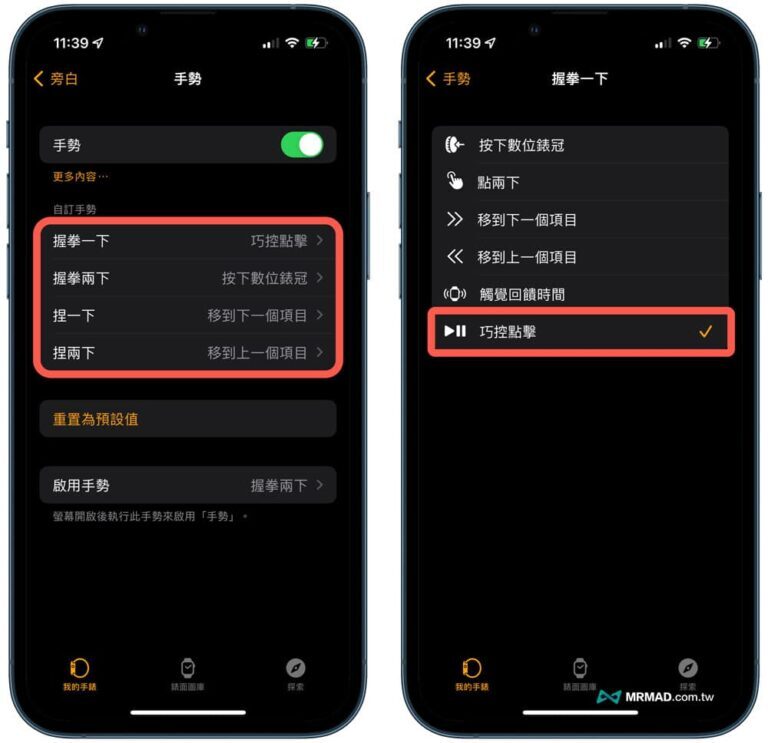 11:39
旁白
手勢
手勢
更多內容⋯
自訂手勢
握拳一下 巧控點擊
握拳兩下 按下數位錶冠
捏一下 移到下一個項目
捏兩下 移到上一個項目
重置為預設值
啟用手勢 握拳兩下
螢幕開啟後執行此手勢來啟用「手勢」。
我的手錶 錶面圖庫 探索
11:39
手勢
握拳一下
按下數位錶冠
點兩下
移到下一個項目
移到上一個項目
觸覺回饋時間
巧控點擊
我的手錶 錶面圖庫 探索
MRMAD.com.tw